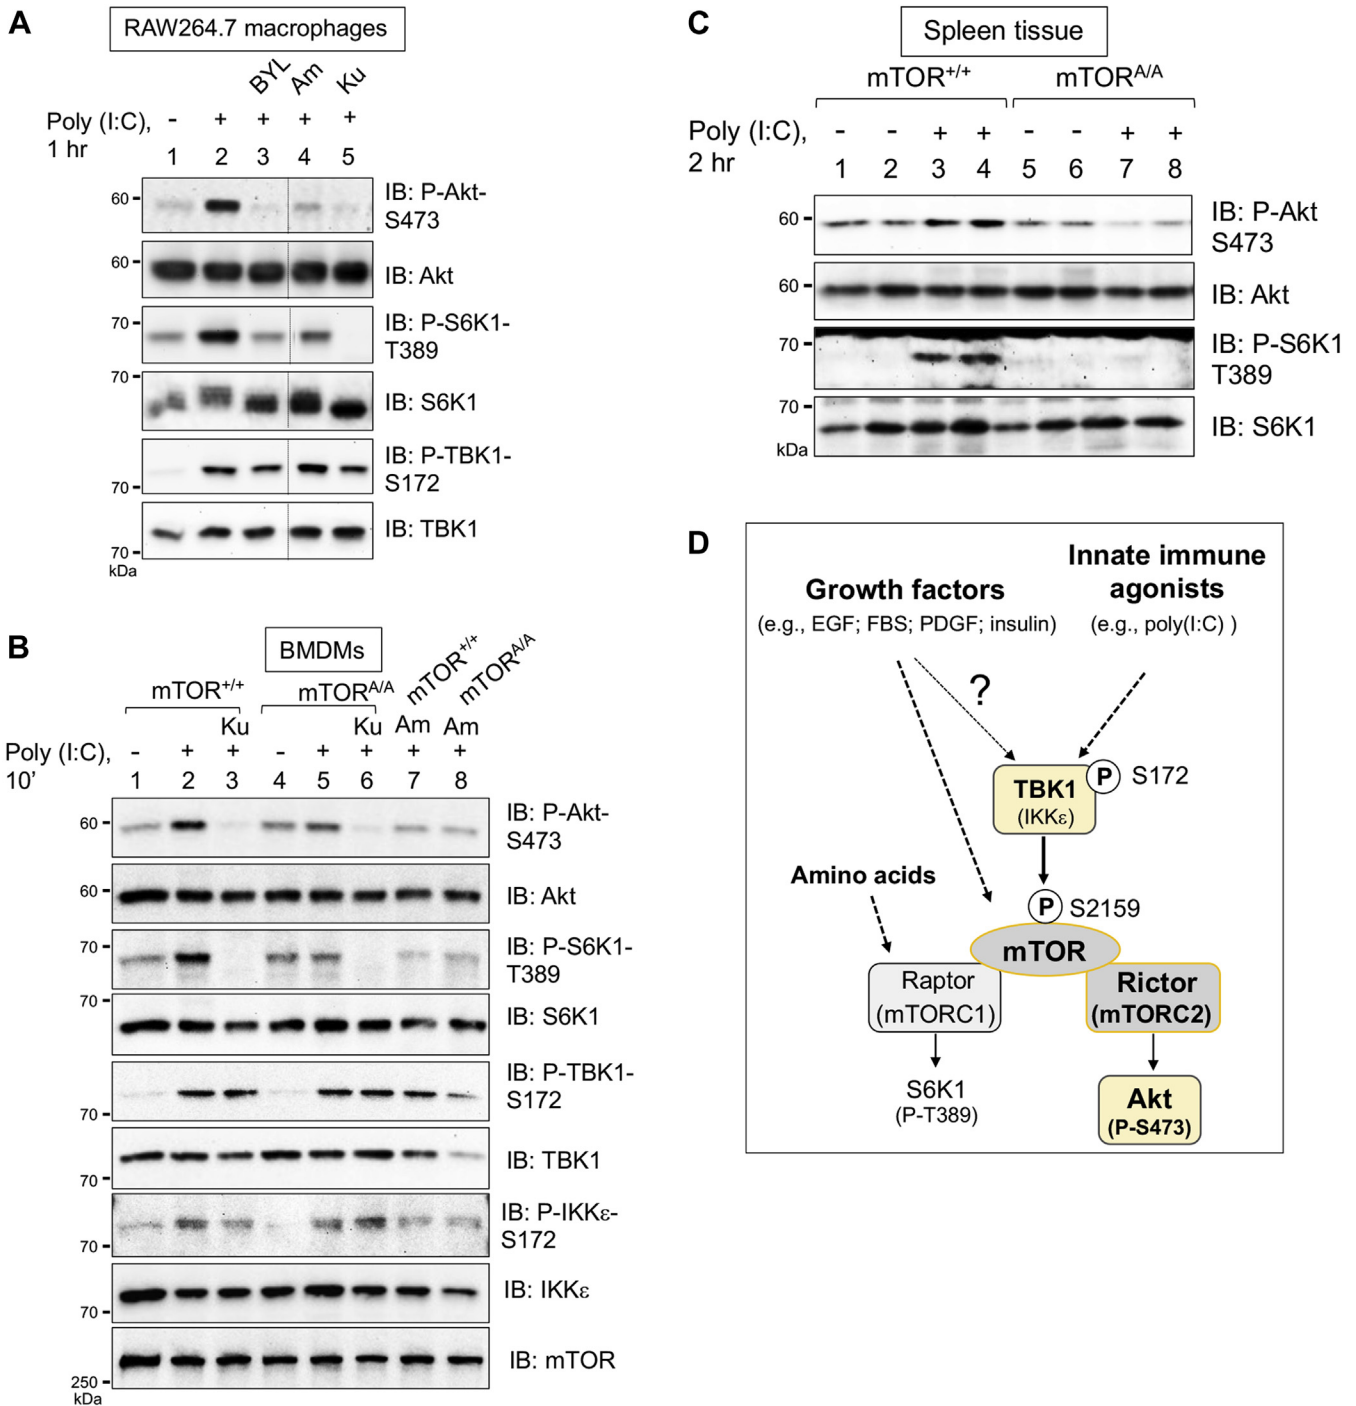 A
RAW264.7 macrophages
BYL Am Ku
Poly (I:C), - + + + +
1 hr 1 2 3 4 5
60
IB: P-Akt-
S473
60
IB: Akt
70
IB: P-S6K1-
T389
70
IB: S6K1
IB: P-TBK1-
S172
70
IB: TBK1
70
kDa
B
BMDMs
mTOR+/+ mTORA/A mTOR+/+ mTORA/A
Ku Ku Am Am
Poly (I:C), - + + - + + + +
10' 1 2 3 4 5 6 7 8
60
IB: P-Akt-
S473
60
IB: Akt
70
IB: P-S6K1-
T389
70
IB: S6K1
IB: P-TBK1-
S172
70
IB: TBK1
70
IB: P-IKKε-
S172
70
IB: IKKε
70
IB: mTOR
250
kDa
C
Spleen tissue
mTOR+/+ mTORA/A
Poly (I:C), - - + + - - + +
2 hr 1 2 3 4 5 6 7 8
60
IB: P-Akt
S473
60
IB: Akt
70
IB: P-S6K1
T389
70
IB: S6K1
kDa
D
Innate immune
agonists
(e.g., poly(I:C) )
Growth factors
(e.g., EGF; FBS; PDGF; insulin)
?
TBK1
(IKKε)
P S172
Amino acids
P S2159
mTOR
Raptor
(mTORC1)
Rictor
(mTORC2)
S6K1
(P-T389)
Akt
(P-S473)